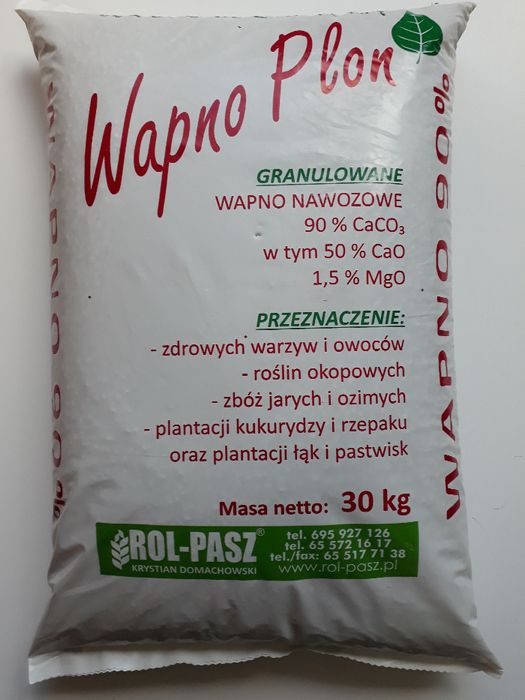 Wapno Plon
GRANULOWANE
WAPNO NAWOZOWE
90 % CaCO₃
w tym 50 % CaO
1,5 % MgO
PRZEZNACZENIE:
- zdrowych warzyw i owoców
- roślin okopowych
- zbóż jarych i ozimych
- plantacji kukurydzy i rzepaku
oraz plantacji łąk i pastwisk
Masa netto: 30 kg
ROL-PASZ®
KRYSTIAN DOMACHOWSKI
tel. 695 927 126
tel. 65 572 16 17
tel./fax: 65 517 71 38
www.rol-pasz.pl
WAPNO 90%
WAPNO 90%